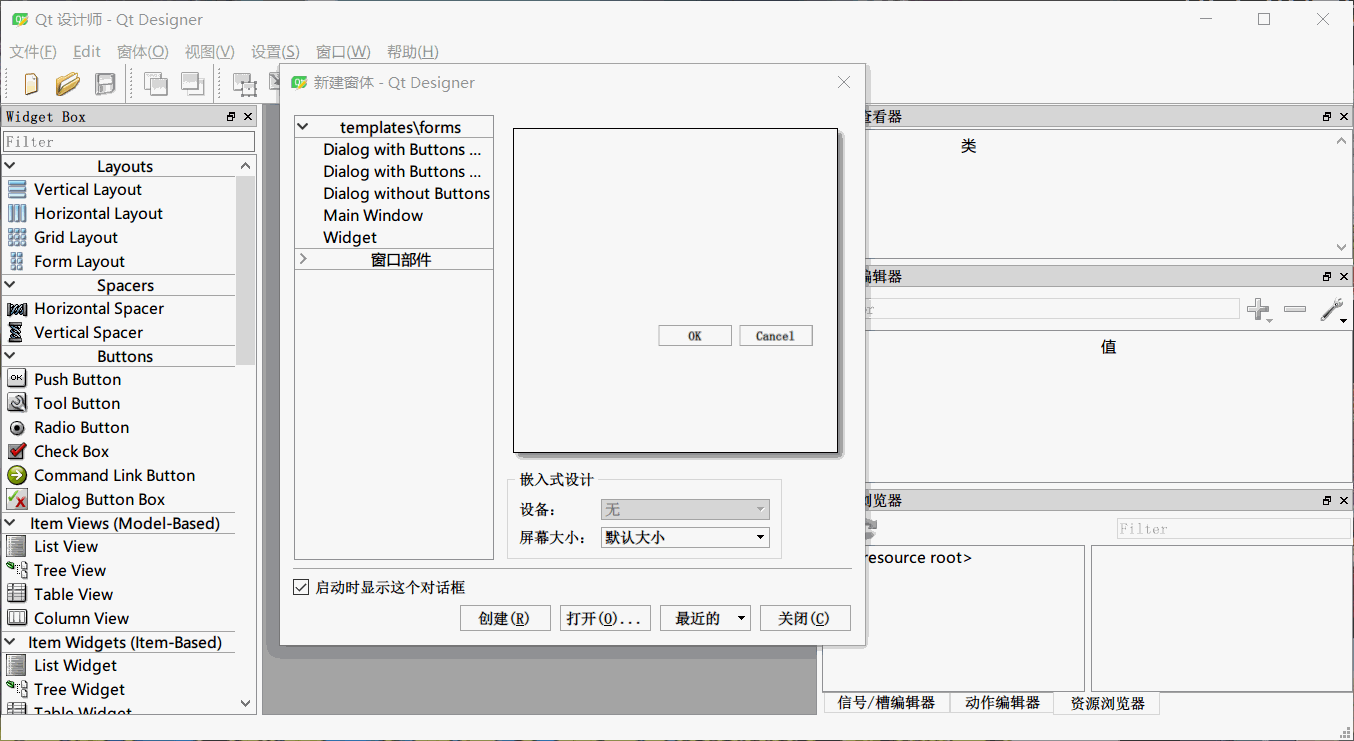 Qt 设计师 - Qt Designer
文件(F) Edit 窗体(O) 视图(V) 设置(S) 窗口(W) 帮助(H)
Widget Box
Filter
Layouts
Vertical Layout
Horizontal Layout
Grid Layout
Form Layout
Spacers
Horizontal Spacer
Vertical Spacer
Buttons
Push Button
Tool Button
Radio Button
Check Box
Command Link Button
Dialog Button Box
Item Views (Model-Based)
List View
Tree View
Table View
Column View
Item Widgets (Item-Based)
List Widget
Tree Widget
Table Widget
新建窗体 - Qt Designer
templates\forms
Dialog with Buttons ...
Dialog with Buttons ...
Dialog without Buttons
Main Window
Widget
窗口部件
OK Cancel
嵌入式设计
设备: 无
屏幕大小: 默认大小
启动时显示这个对话框
创建(R) 打开(O)... 最近的 关闭(C)
查看器
类
编辑器
值
浏览器
Filter
resource root>
信号/槽编辑器 动作编辑器 资源浏览器